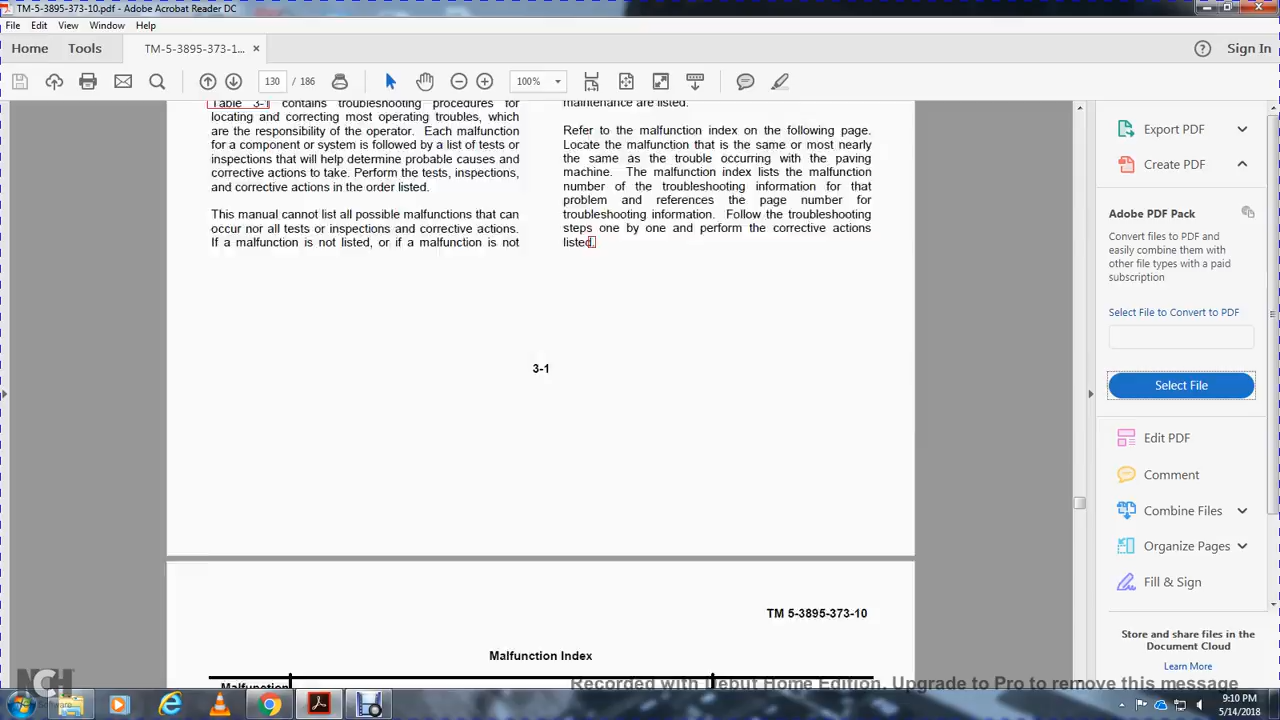 TM-5-3895-373-10.pdf - Adobe Acrobat Reader DC
File Edit View Window Help
Home Tools TM-5-3895-373-1... × Sign In
130 / 186 100%
Table 3-1 contains troubleshooting procedures for
locating and correcting most operating troubles, which
are the responsibility of the operator. Each malfunction
for a component or system is followed by a list of tests or
inspections that will help determine probable causes and
corrective actions to take. Perform the tests, inspections,
and corrective actions in the order listed.
This manual cannot list all possible malfunctions that can
occur nor all tests or inspections and corrective actions.
If a malfunction is not listed, or if a malfunction is not
maintenance are listed.
Refer to the malfunction index on the following page.
Locate the malfunction that is the same or most nearly
the same as the trouble occurring with the paving
machine. The malfunction index lists the malfunction
number of the troubleshooting information for that
problem and references the page number for
troubleshooting information. Follow the troubleshooting
steps one by one and perform the corrective actions
listed.
3-1
TM 5-3895-373-10
Malfunction Index
Malfunction
Export PDF
Create PDF
Adobe PDF Pack
Convert files to PDF and
easily combine them with
other file types with a paid
subscription
Select File to Convert to PDF
Select File
Edit PDF
Comment
Combine Files
Organize Pages
Fill & Sign
Store and share files in the
Document Cloud
Learn More
NCH
ware
Recorded with Debut Home Edition. Upgrade to Pro to remove this message
9:10 PM
5/14/2018